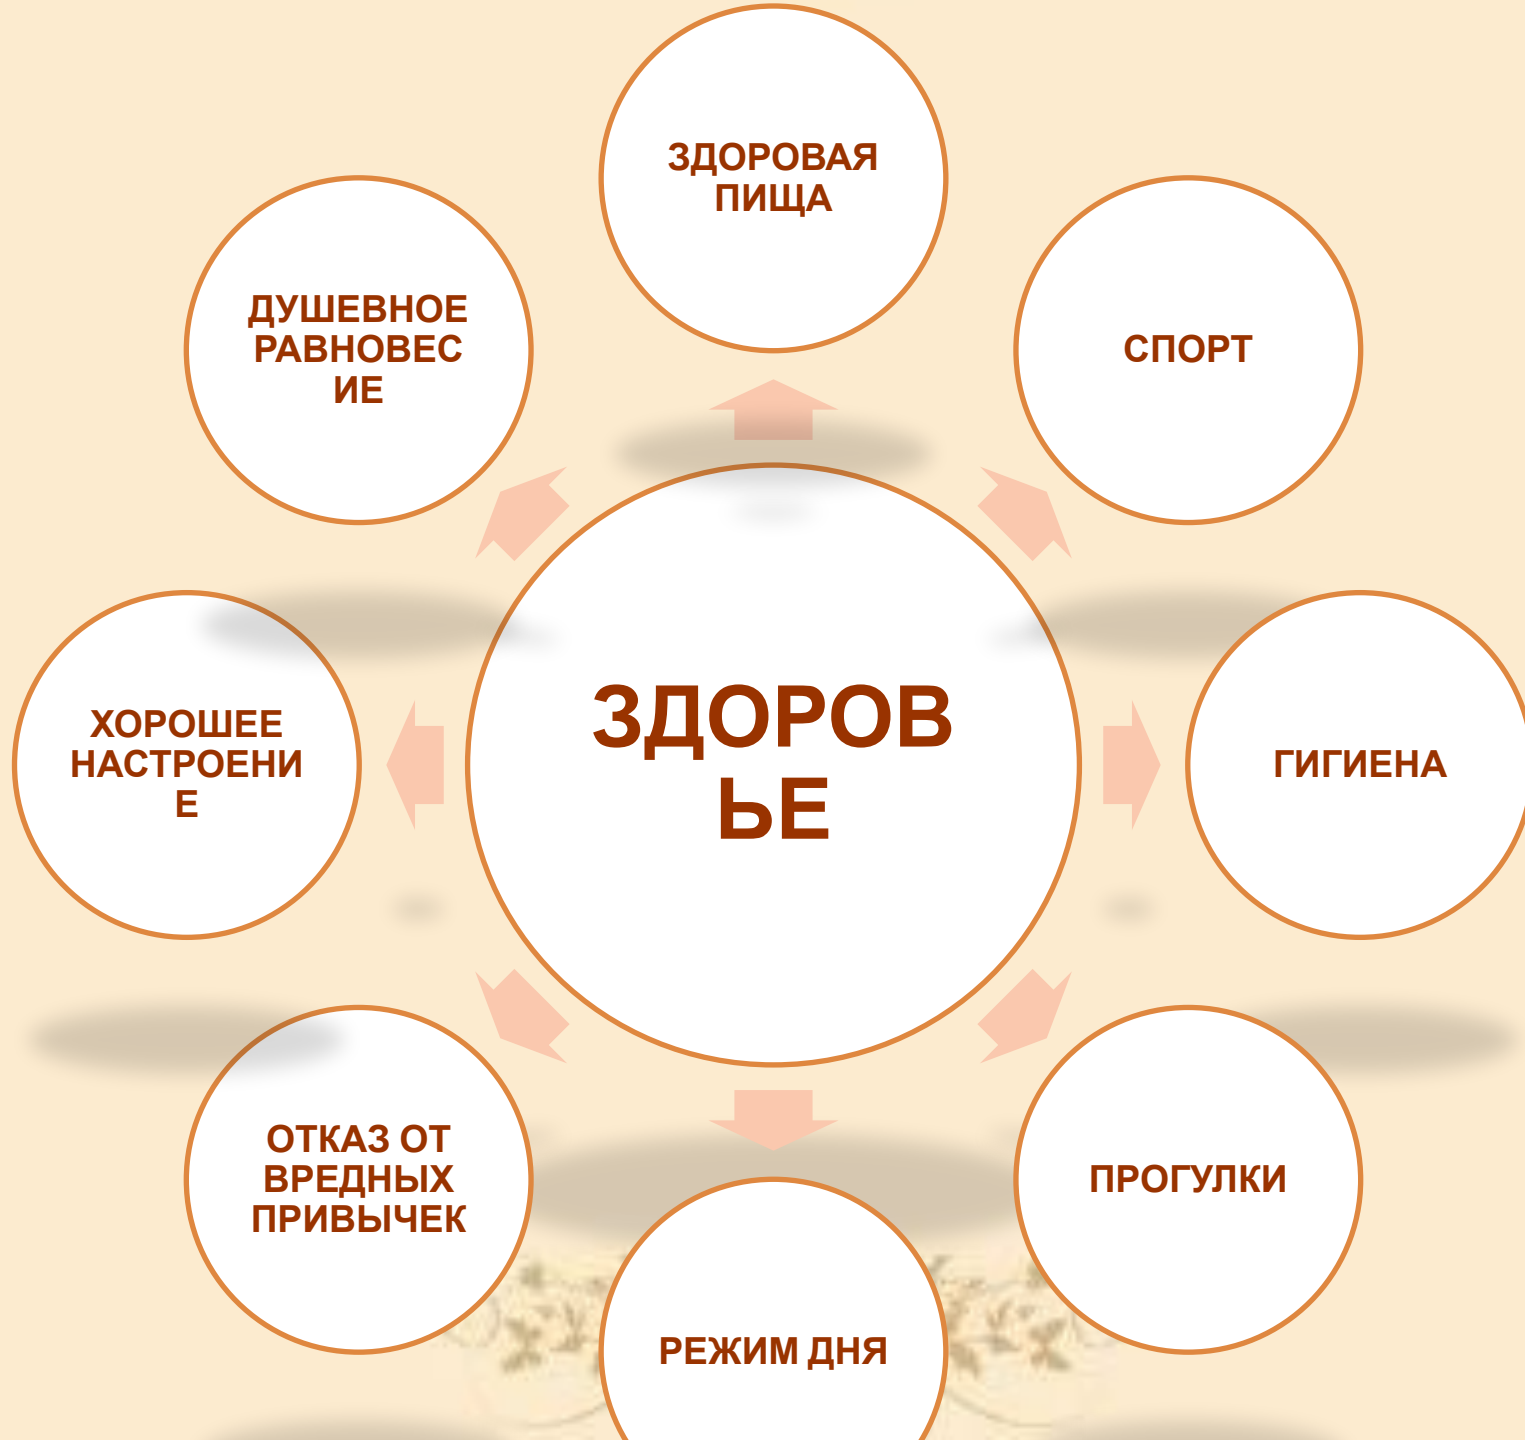 ЗДОРОВАЯ
ПИЩА
ДУШЕВНОЕ
РАВНОВЕС
ИЕ
СПОРТ
ХОРОШЕЕ
НАСТРОЕНИ
Е
ЗДОРОВ
ЬЕ
ГИГИЕНА
ОТКАЗ ОТ
ВРЕДНЫХ
ПРИВЫЧЕК
ПРОГУЛКИ
РЕЖИМ ДНЯ